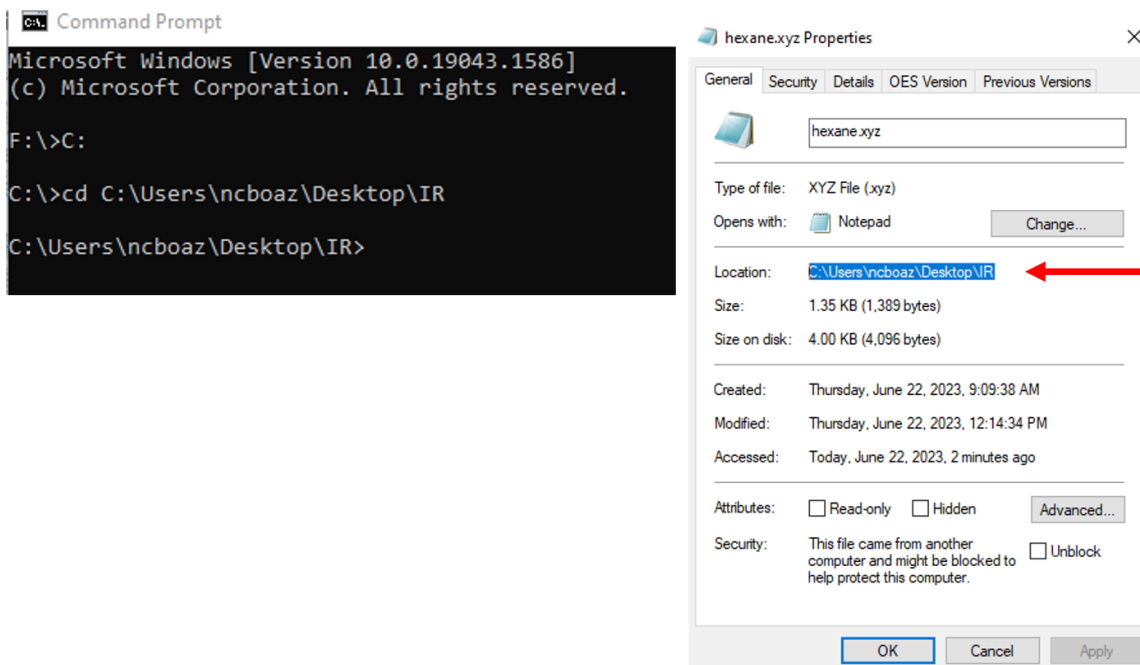 Command Prompt
Microsoft Windows [Version 10.0.19043.1586]
(c) Microsoft Corporation. All rights reserved.
F:\>C:
C:\>cd C:\Users\ncboaz\Desktop\IR
C:\Users\ncboaz\Desktop\IR>
hexane.xyz Properties
General Security Details OES Version Previous Versions
hexane.xyz
Type of file: XYZ File (.xyz)
Opens with: Notepad Change...
Location: C:\Users\ncboaz\Desktop\IR
Size: 1.35 KB (1,389 bytes)
Size on disk: 4.00 KB (4,096 bytes)
Created: Thursday, June 22, 2023, 9:09:38 AM
Modified: Thursday, June 22, 2023, 12:14:34 PM
Accessed: Today, June 22, 2023, 2 minutes ago
Attributes: Read-only Hidden Advanced...
Security: This file came from another
computer and might be blocked to
help protect this computer.
Unblock
OK Cancel Apply